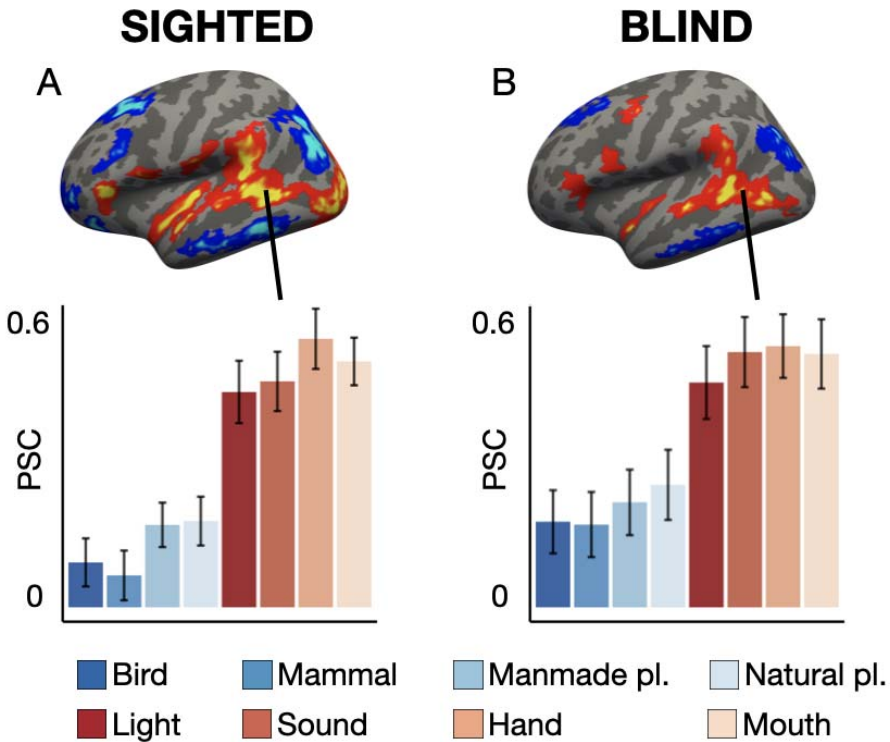 SIGHTED
BLIND
A
B
0.6
PSC
0
0.6
PSC
0
Bird
Mammal
Manmade pl.
Natural pl.
Light
Sound
Hand
Mouth